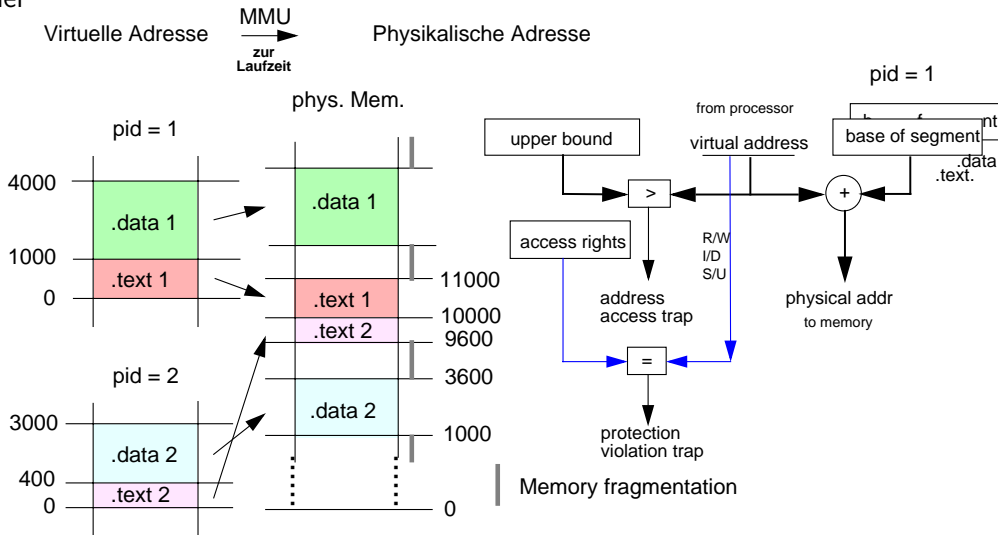 er
MMU
Virtuelle Adresse
Physikalische Adresse
zur
Laufzeit
pid = 1
4000
.data 1
1000
.text 1
0
pid = 2
3000
.data 2
400
.text 2
0
phys. Mem.
.data 1
11000
.text 1
10000
.text 2
9600
3600
.data 2
1000
0
pid = 1
from processor
upper bound
virtual address
base of segment
.data
.text.
>
+
access rights
R/W
I/D
S/U
address
access trap
physical addr
to memory
=
protection
violation trap
Memory fragmentation